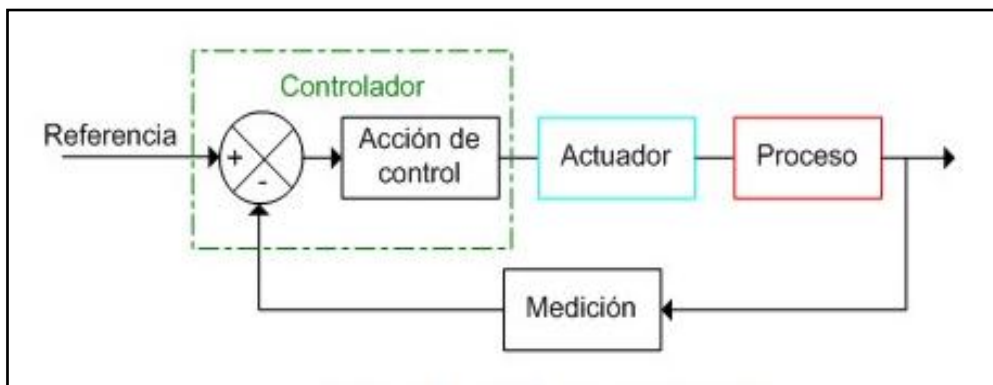 Controlador
Referencia
+
-
Acción de
control
Actuador
Proceso
Medición